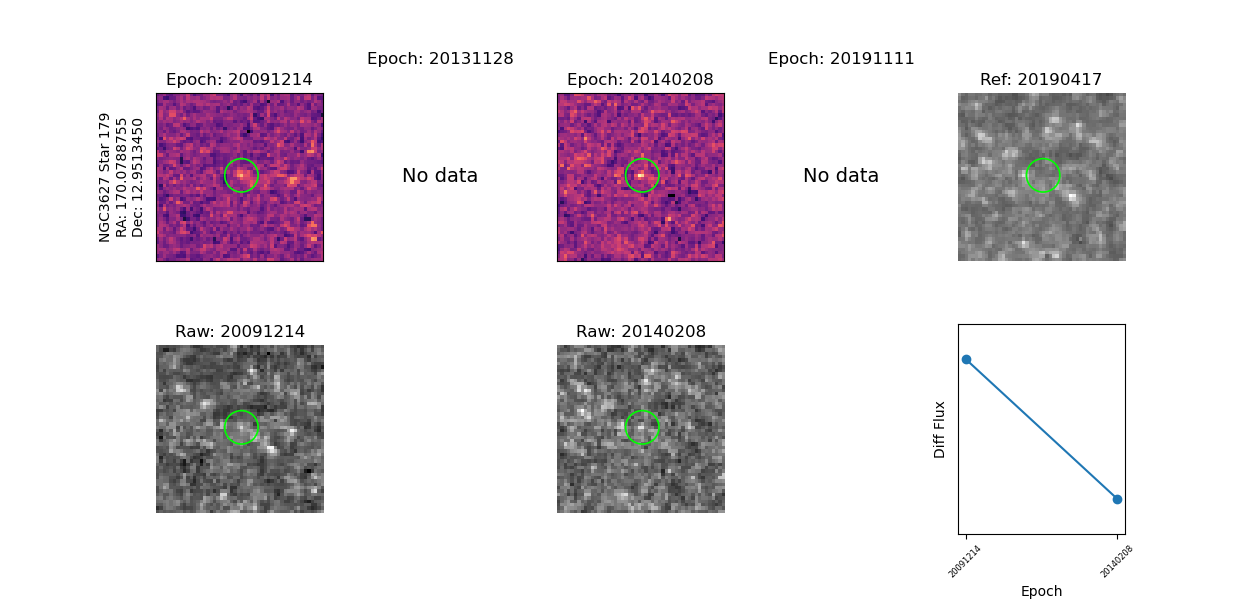 Epoch: 20131128
Epoch: 20191111
Epoch: 20091214
Epoch: 20140208
Ref: 20190417
NGC3627 Star 179
RA: 170.0788755
Dec: 12.9513450
No data
No data
Raw: 20091214
Raw: 20140208
Diff Flux
20091214
20140208
Epoch